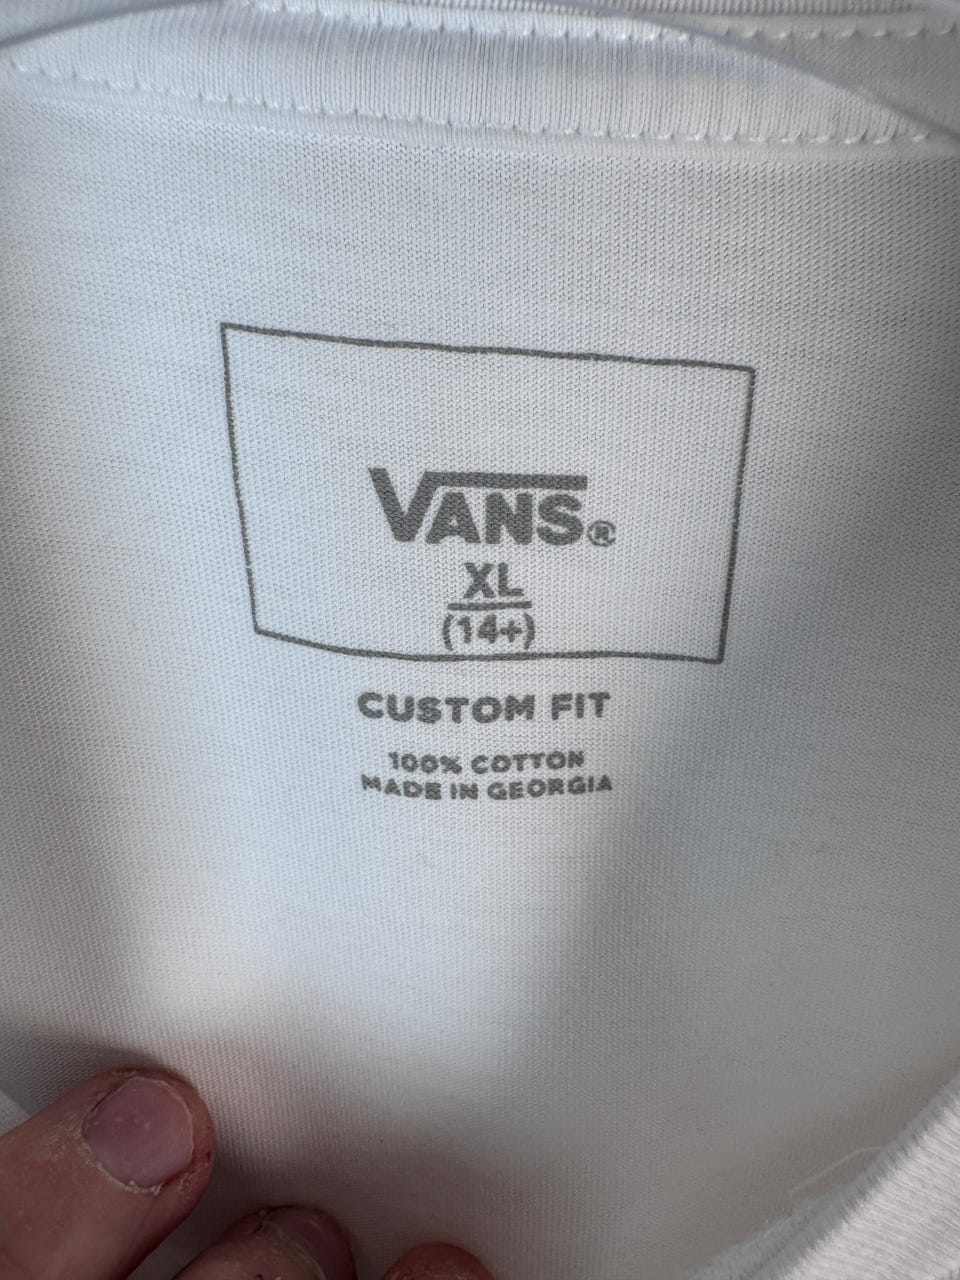 VANS®
XL
(14+)
CUSTOM FIT
100% COTTON
MADE IN GEORGIA